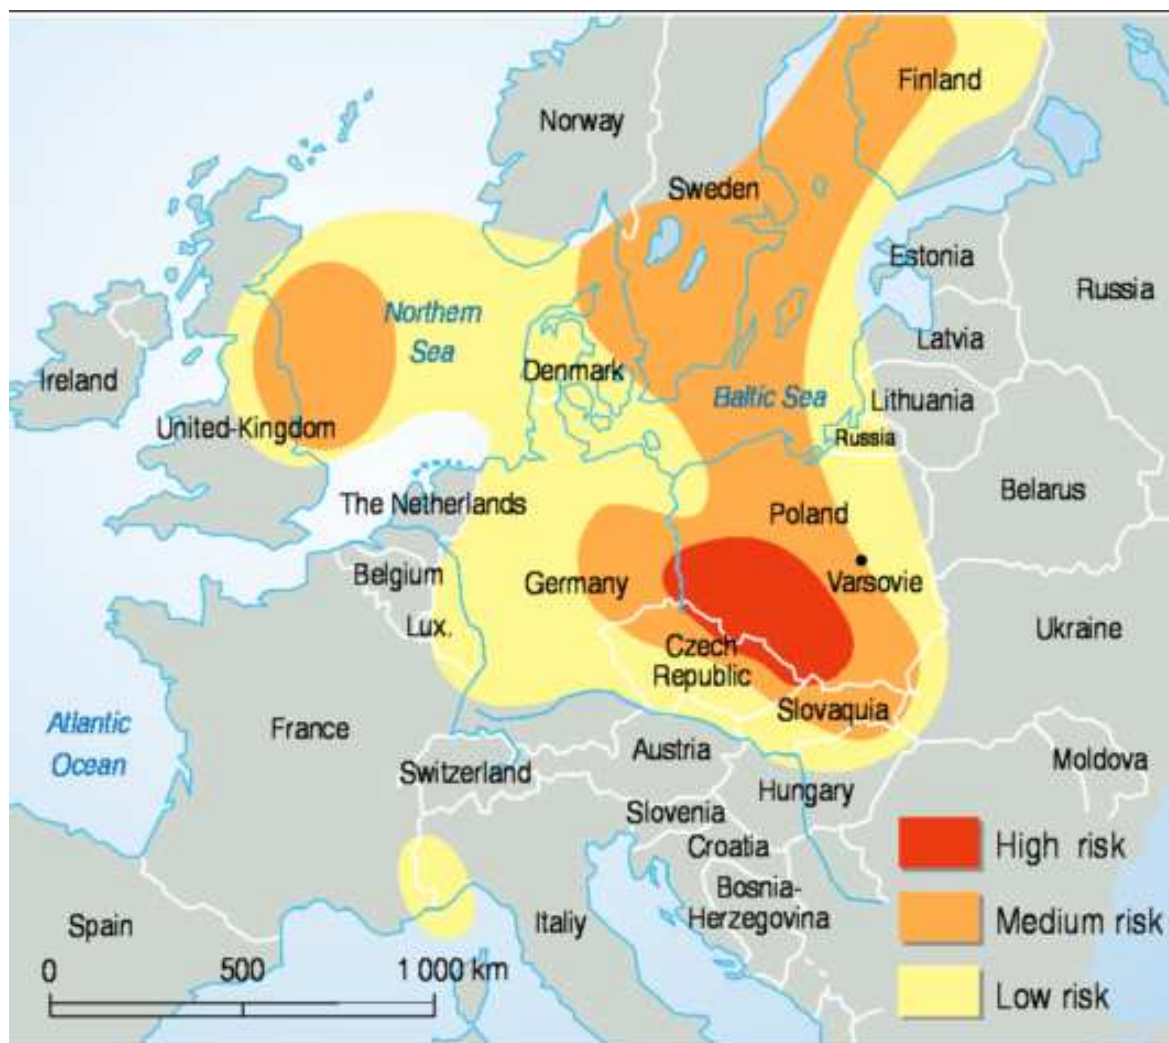 Finland
Norway
Sweden
Estonia
Russia
Northern
Sea
Latvia
Ireland
Denmark
Baltic Sea
Lithuania
United-Kingdom
Russia
Belarus
The Netherlands
Poland
Belgium
Germany
Varsovie
Lux.
Ukraine
Czech
Republic
Atlantic
Ocean
France
Slovaquia
Austria
Moldova
Switzerland
Hungary
Slovenia
Croatia
High risk
Bosnia-
Herzegovina
Spain
Italiy
Medium risk
0 500 1 000 km
Low risk